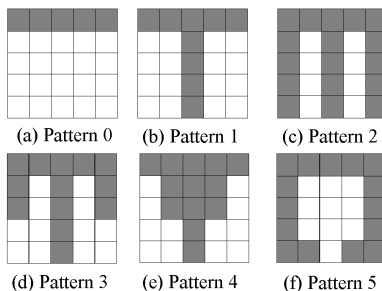 (a) Pattern 0
(b) Pattern 1
(c) Pattern 2
(d) Pattern 3
(e) Pattern 4
(f) Pattern 5